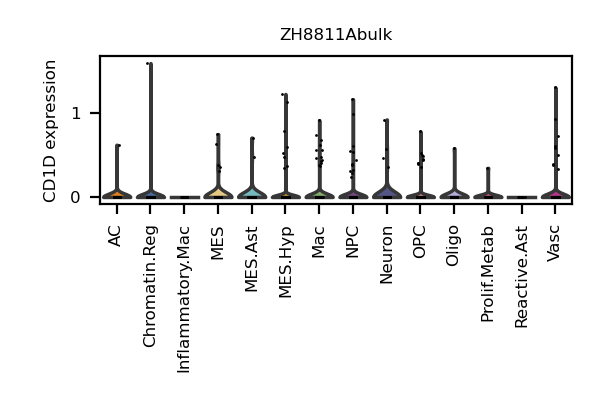 ZH8811Abulk
CD1D expression
1
0
AC
Chromatin.Reg
Inflammatory.Mac
MES
MES.Ast
MES.Hyp
Mac
NPC
Neuron
OPC
Oligo
Prolif.Metab
Reactive.Ast
Vasc